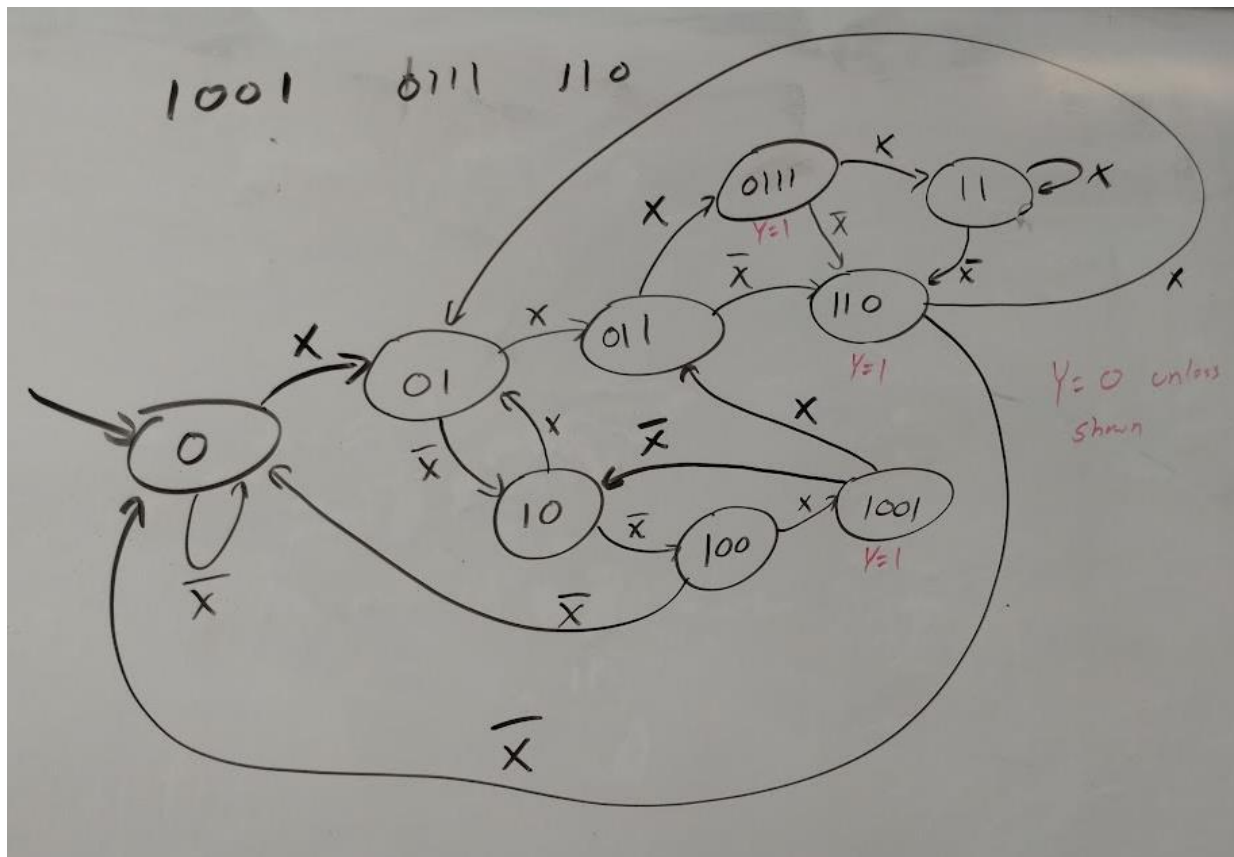 1001 0111 110
X
0111
X
11
X
Y=1
X̅
X
X̅
X̅
110
X
011
X
X
01
Y=1
Y=0 unless
shown
0
X̅
X
X̅
X
10
X̅
100
X
1001
Y=1
X̅
X̅
X̅